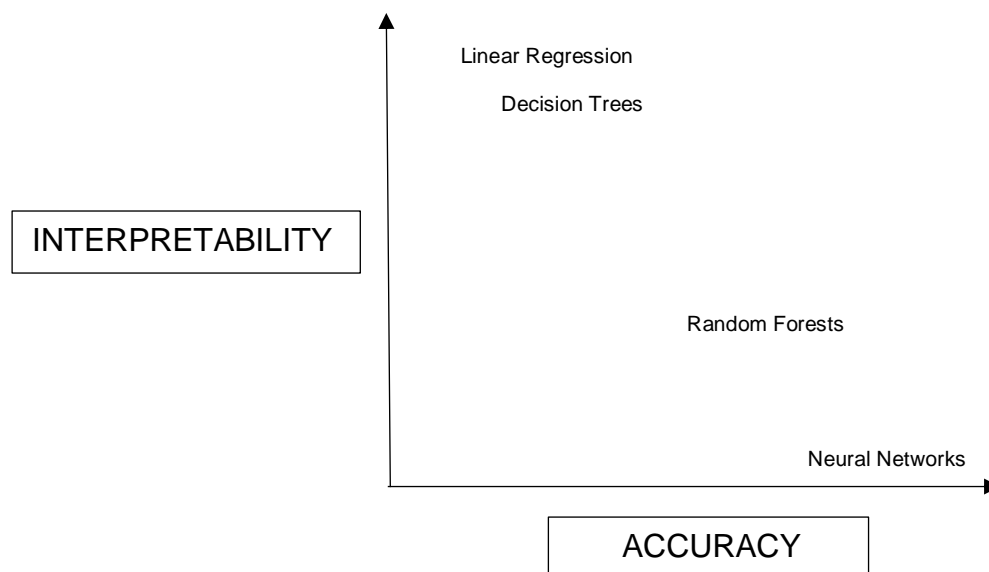 Linear Regression
Decision Trees
INTERPRETABILITY
Random Forests
Neural Networks
ACCURACY